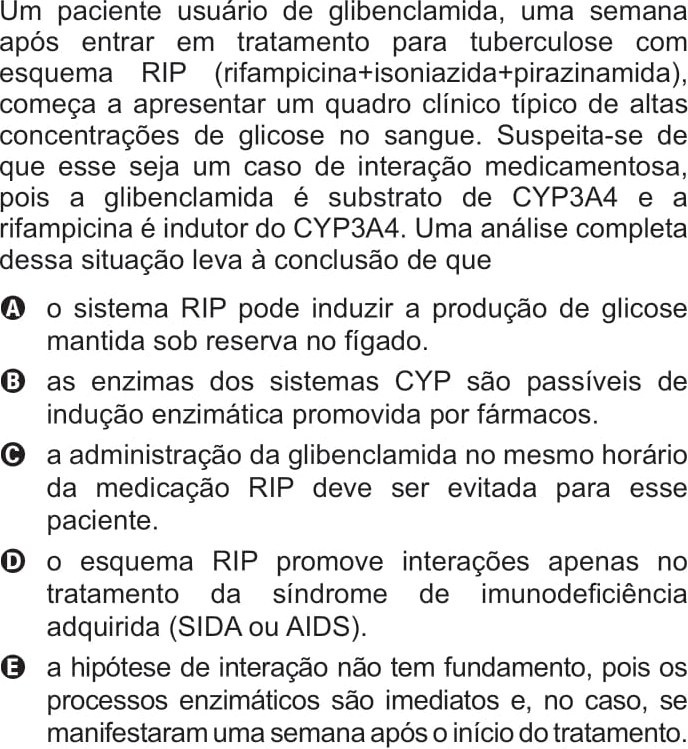 Um paciente usuário de glibenclamida, uma semana
após entrar em tratamento para tuberculose com
esquema RIP (rifampicina+isoniazida+pirazinamida),
começa a apresentar um quadro clínico típico de altas
concentrações de glicose no sangue. Suspeita-se de
que esse seja um caso de interação medicamentosa,
pois a glibenclamida é substrato de CYP3A4 e a
rifampicina é indutor do CYP3A4. Uma análise completa
dessa situação leva à conclusão de que
A o sistema RIP pode induzir a produção de glicose
mantida sob reserva no fígado.
B as enzimas dos sistemas CYP são passíveis de
indução enzimática promovida por fármacos.
C a administração da glibenclamida no mesmo horário
da medicação RIP deve ser evitada para esse
paciente.
D o esquema RIP promove interações apenas no
tratamento da síndrome de imunodeficiência
adquirida (SIDA ou AIDS).
E a hipótese de interação não tem fundamento, pois os
processos enzimáticos são imediatos e, no caso, se
manifestaram uma semana após o início do tratamento.